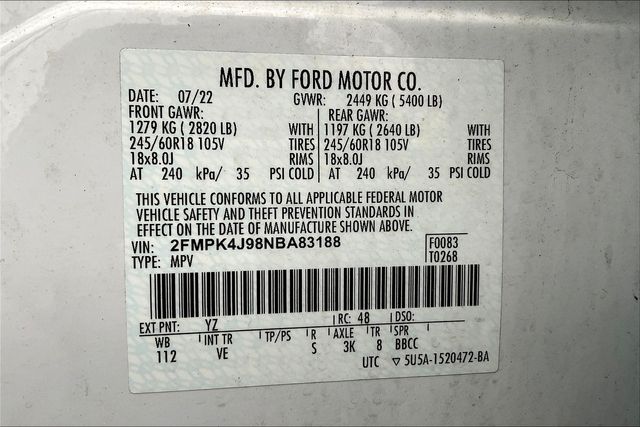 MFD. BY FORD MOTOR CO.
DATE: 07/22 GVWR: 2449 KG ( 5400 LB)
FRONT GAWR: REAR GAWR:
1279 KG ( 2820 LB) WITH 1197 KG ( 2640 LB) WITH
245/60R18 105V TIRES 245/60R18 105V TIRES
18x8.0J RIMS 18x8.0J RIMS
AT 240 kPa/ 35 PSI COLD AT 240 kPa/ 35 PSI COLD
THIS VEHICLE CONFORMS TO ALL APPLICABLE FEDERAL MOTOR
VEHICLE SAFETY AND THEFT PREVENTION STANDARDS IN
EFFECT ON THE DATE OF MANUFACTURE SHOWN ABOVE.
VIN: 2FMPK4J98NBA83188 F0083
TYPE: MPV T0268
EXT PNT: YZ RC: 48 DSO:
WB INT TR TP/PS R AXLE TR SPR
112 VE S 3K 8 BBCC
UTC ▽ 5U5A-1520472-BA